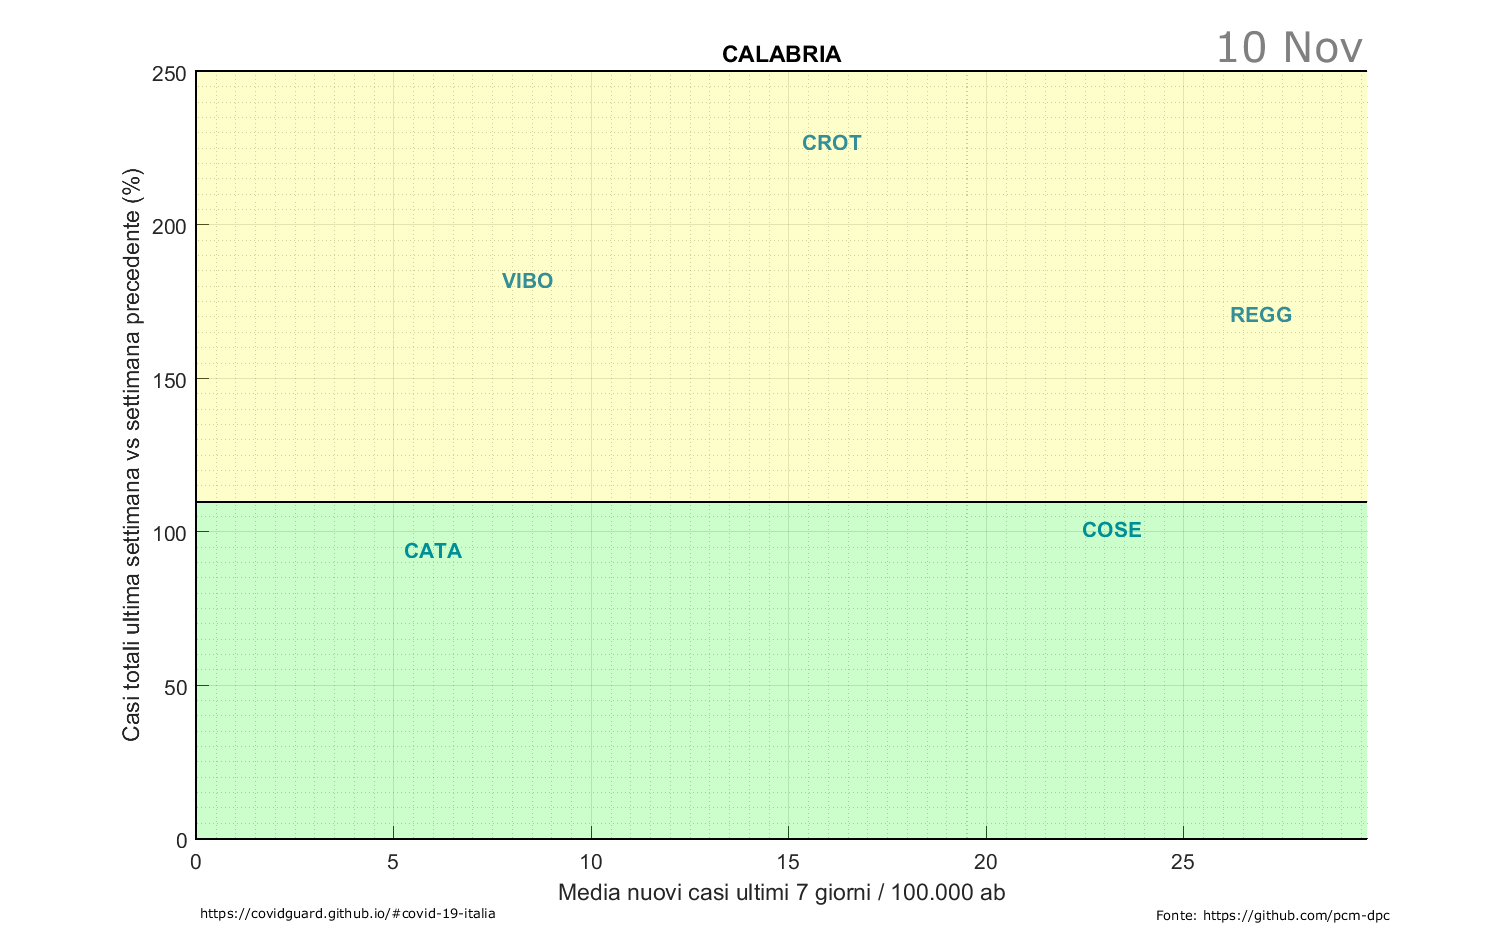 CALABRIA
10 Nov
Casi totali ultima settimana vs settimana precedente (%)
250
200
150
100
50
0
CROT
VIBO
REGG
COSE
CATA
0 5 10 15 20 25
Media nuovi casi ultimi 7 giorni / 100.000 ab
https://covidguard.github.io/#covid-19-italia
Fonte: https://github.com/pcm-dpc